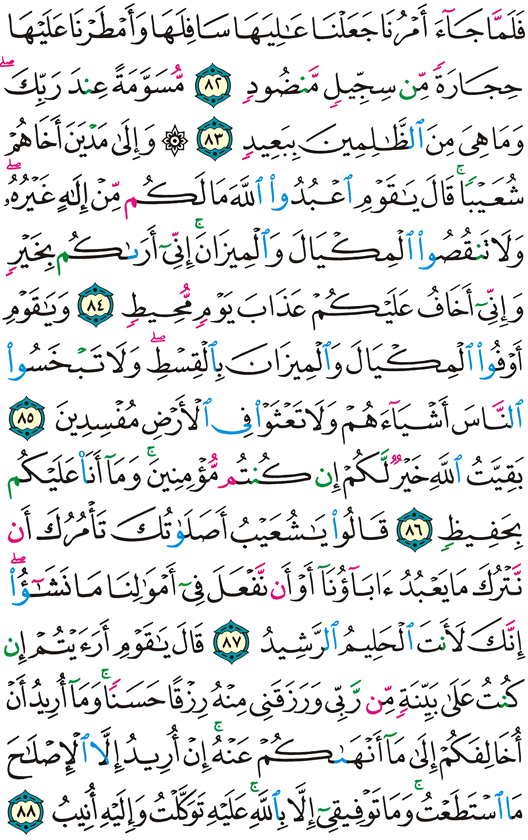 فَلَمَّا جَآءَ أَمْرُنَا جَعَلْنَا عَٰلِيَهَا سَافِلَهَا وَأَمْطَرْنَا عَلَيْهَا
حِجَارَةً مِّن سِجِّيلٍ مَّنضُودٍ ٨٢ مُّسَوَّمَةً عِندَ رَبِّكَۖ
وَمَا هِىَ مِنَ ٱلظَّٰلِمِينَ بِبَعِيدٍ ٨٣ ۞ وَإِلَىٰ مَدْيَنَ أَخَاهُمْ
شُعَيْبًاۚ قَالَ يَٰقَوْمِ ٱعْبُدُوا۟ ٱللَّهَ مَا لَكُم مِّنْ إِلَٰهٍ غَيْرُهُۥۖ
وَلَا تَنقُصُوا۟ ٱلْمِكْيَالَ وَٱلْمِيزَانَۚ إِنِّىٓ أَرَىٰكُم بِخَيْرٍ
وَإِنِّىٓ أَخَافُ عَلَيْكُمْ عَذَابَ يَوْمٍ مُّحِيطٍ ٨٤ وَيَٰقَوْمِ
أَوْفُوا۟ ٱلْمِكْيَالَ وَٱلْمِيزَانَ بِٱلْقِسْطِۖ وَلَا تَبْخَسُوا۟
ٱلنَّاسَ أَشْيَآءَهُمْ وَلَا تَعْثَوْا۟ فِى ٱلْأَرْضِ مُفْسِدِينَ ٨٥
بَقِيَّتُ ٱللَّهِ خَيْرٌ لَّكُمْ إِن كُنتُم مُّؤْمِنِينَۚ وَمَآ أَنَا۠ عَلَيْكُم
بِحَفِيظٍ ٨٦ قَالُوا۟ يَٰشُعَيْبُ أَصَلَوٰتُكَ تَأْمُرُكَ أَن
نَّتْرُكَ مَا يَعْبُدُ ءَابَآؤُنَآ أَوْ أَن نَّفْعَلَ فِىٓ أَمْوَٰلِنَا مَا نَشَٰٓؤُا۟ۖ
إِنَّكَ لَأَنتَ ٱلْحَلِيمُ ٱلرَّشِيدُ ٨٧ قَالَ يَٰقَوْمِ أَرَءَيْتُمْ إِن
كُنتُ عَلَىٰ بَيِّنَةٍ مِّن رَّبِّى وَرَزَقَنِى مِنْهُ رِزْقًا حَسَنًاۚ وَمَآ أُرِيدُ أَنْ
أُخَالِفَكُمْ إِلَىٰ مَآ أَنْهَىٰكُمْ عَنْهُۚ إِنْ أُرِيدُ إِلَّا ٱلْإِصْلَٰحَ
مَا ٱسْتَطَعْتُۚ وَمَا تَوْفِيقِىٓ إِلَّا بِٱللَّهِۚ عَلَيْهِ تَوَكَّلْتُ وَإِلَيْهِ أُنِيبُ ٨٨